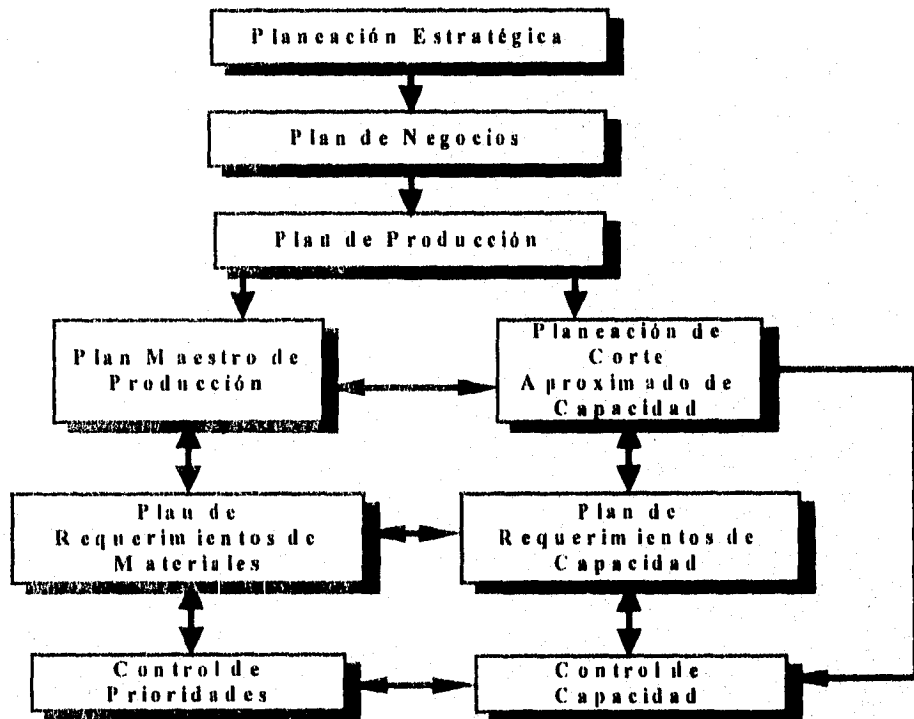 Planeación Estratégica
Plan de Negocios
Plan de Producción
Plan Maestro de
Producción
Planeación de
Corte
Aproximado de
Capacidad
Plan de
Requerimientos de
Materiales
Plan de
Requerimientos de
Capacidad
Control de
Prioridades
Control de
Capacidad